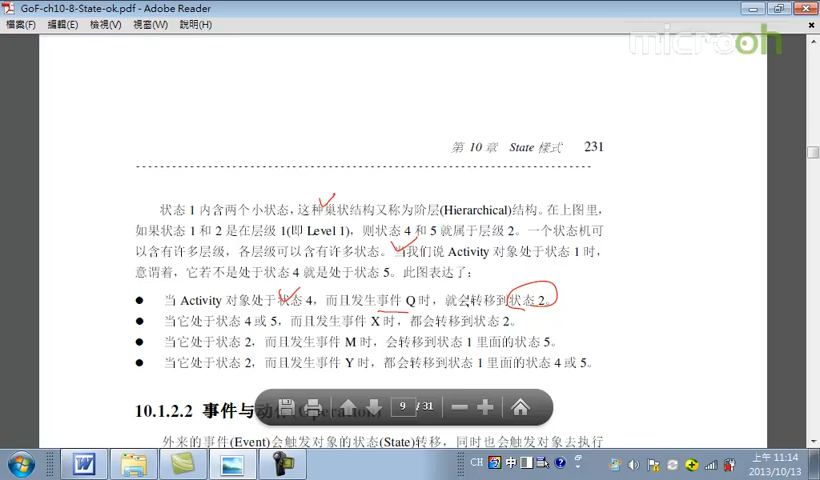 GoF-ch10-8-State-ok.pdf - Adobe Reader
檔案(F) 編輯(E) 檢視(V) 視窗(W) 說明(H)
microoh
第 10 章 State 樣式 231
状态 1 内含两个小状态，这种巢状结构又称为阶层(Hierarchical)结构。在上图里，
如果状态 1 和 2 是在层级 1(即 Level 1)，则状态 4 和 5 就属于层级 2。一个状态机可
以含有许多层级，各层级可以含有许多状态。当我们说 Activity 对象处于状态 1 时，
意谓着，它若不是处于状态 4 就是处于状态 5。此图表达了：
● 当 Activity 对象处于状态 4，而且发生事件 Q 时，就会转移到状态 2。
● 当它处于状态 4 或 5，而且发生事件 X 时，都会转移到状态 2。
● 当它处于状态 2，而且发生事件 M 时，会转移到状态 1 里面的状态 5。
● 当它处于状态 2，而且发生事件 Y 时，都会转移到状态 1 里面的状态 4 或 5。
10.1.2.2 事件与动作(Operation)
9 / 31
外来的事件(Event)会触发对象的状态(State)转移，同时也会触发对象去执行
CH 中
上午 11:14
2013/10/13